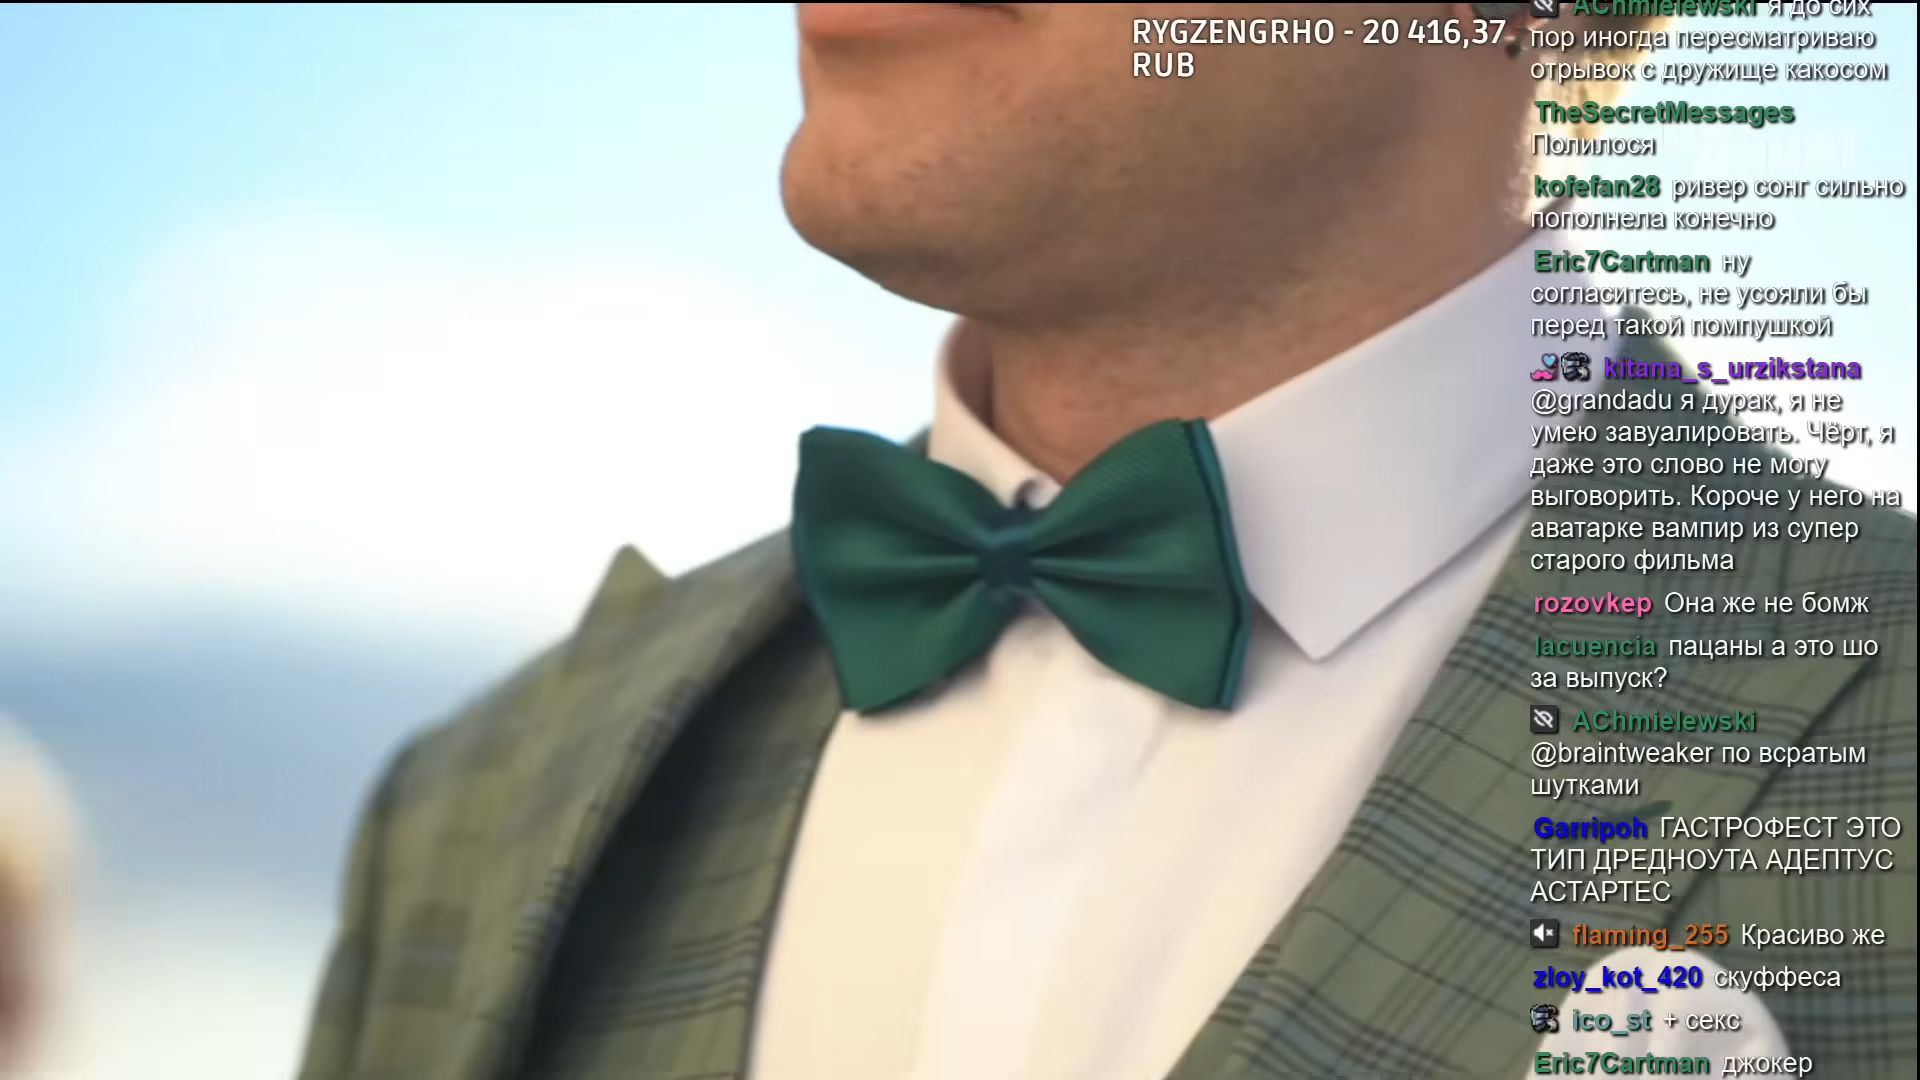 RYGZENGRHO - 20 416,37
RUB
AChmielewski я до сих
пор иногда пересматриваю
отрывок с дружище какосом
TheSecretMessages
Полилося
kofefan28 ривер сонг сильно
пополнела конечно
Eric7Cartman ну
согласитесь, не усояли бы
перед такой помпушкой
kitana_s_urzikstana
@grandadu я дурак, я не
умею завуалировать. Чёрт, я
даже это слово не могу
выговорить. Короче у него на
аватарке вампир из супер
старого фильма
rozovkep Она же не бомж
lacuencia пацаны а это шо
за выпуск?
AChmielewski
@braintweaker по всратым
шутками
Garripoh ГАСТРОФЕСТ ЭТО
ТИП ДРЕДНОУТА АДЕПТУС
АСТАРТЕС
flaming_255 Красиво же
zloy_kot_420 скуффеса
ico_st + секс
Eric7Cartman джокер